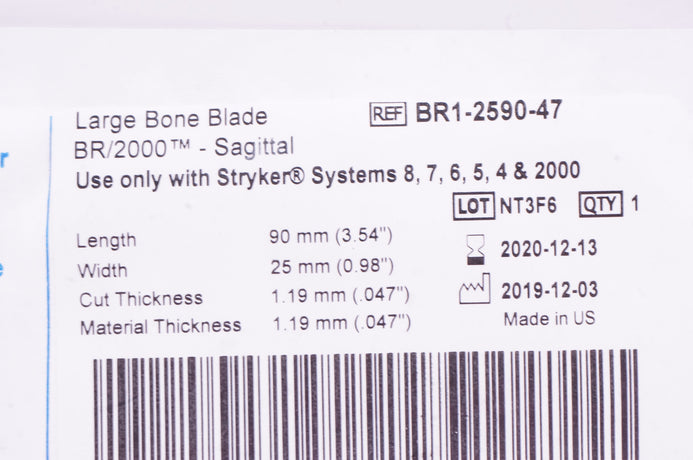 Large Bone Blade
REF BR1-2590-47
BR/2000™ - Sagittal
Use only with Stryker® Systems 8, 7, 6, 5, 4 & 2000
LOT NT3F6 QTY 1
Length 90 mm (3.54")
2020-12-13
Width 25 mm (0.98")
Cut Thickness 1.19 mm (.047")
2019-12-03
Material Thickness 1.19 mm (.047")
Made in US
r
e